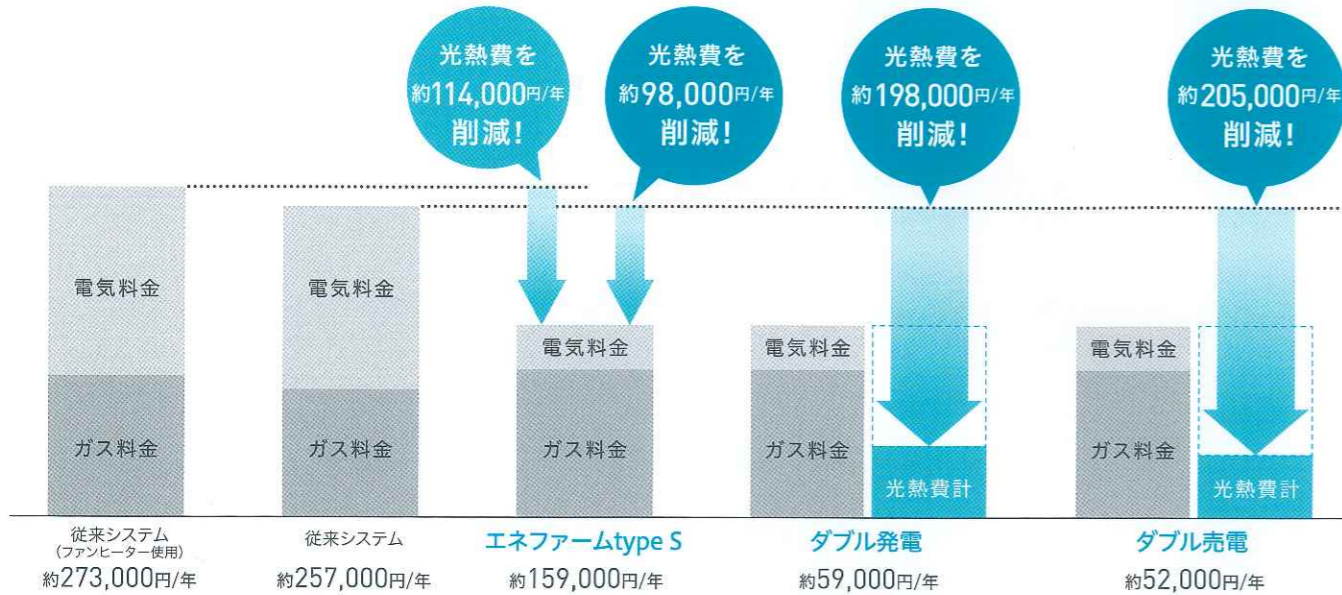 光熱費を
約114,000円/年
削減!
光熱費を
約98,000円/年
削減!
光熱費を
約198,000円/年
削減!
光熱費を
約205,000円/年
削減!
電気料金
ガス料金
電気料金
ガス料金
電気料金
ガス料金
電気料金
ガス料金
光熱費計
電気料金
ガス料金
光熱費計
従来システム
(ファンヒーター使用)
約273,000円/年
従来システム
約257,000円/年
エネファームtype S
約159,000円/年
ダブル発電
約59,000円/年
ダブル売電
約52,000円/年